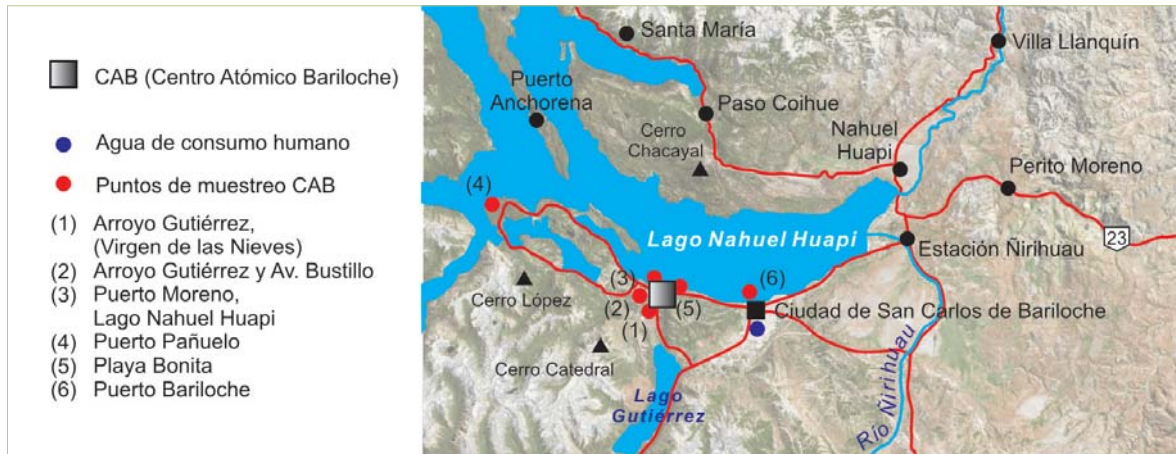 CAB (Centro Atómico Bariloche)
Agua de consumo humano
Puntos de muestreo CAB
(1) Arroyo Gutiérrez,
(Virgen de las Nieves)
(2) Arroyo Gutiérrez y Av. Bustillo
(3) Puerto Moreno,
Lago Nahuel Huapi
(4) Puerto Pañuelo
(5) Playa Bonita
(6) Puerto Bariloche
Santa María
Villa Llanquín
Puerto
Anchorena
Paso Coihue
Cerro
Chacayal
Nahuel
Huapi
Perito Moreno
(4)
Lago Nahuel Huapi
Estación Ñirihuau
23
(3)
(6)
Cerro López
(2)
(5)
Ciudad de San Carlos de Bariloche
(1)
Cerro Catedral
Lago
Gutiérrez
Río Ñirihuau